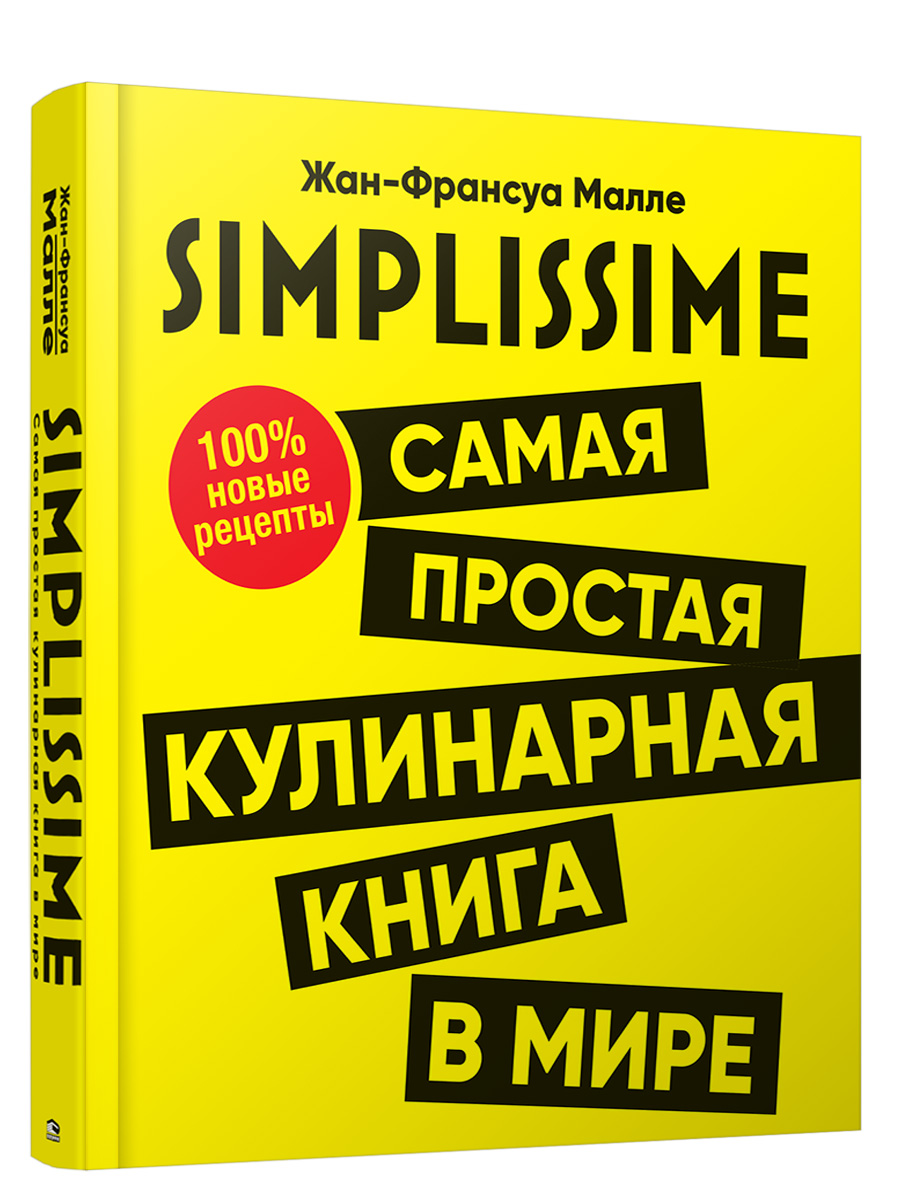 Жан-Франсуа Малле
SIMPLISSIME
100%
новые
рецепты
САМАЯ
ПРОСТАЯ
КУЛИНАРНАЯ
КНИГА
В МИРЕ
Жан-Франсуа
Малле
SIMPLISSIME
Самая простая кулинарная книга в мире